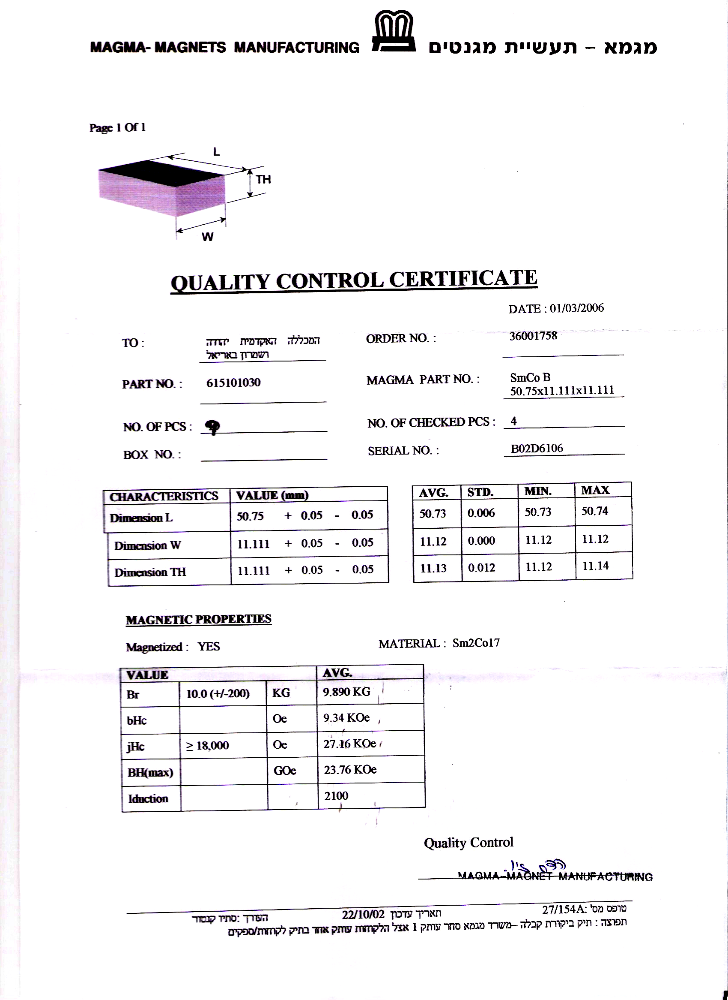 MAGMA- MAGNETS MANUFACTURING מגמא - תעשיית מגנטים
Page 1 Of 1
L
TH
W
QUALITY CONTROL CERTIFICATE
DATE : 01/03/2006
TO : המכללה האקדמית יהודה ORDER NO. : 36001758
ושמרון באריאל
PART NO. : 615101030 MAGMA PART NO. : SmCo B
50.75x11.111x11.111
NO. OF PCS : 9 NO. OF CHECKED PCS : 4
BOX NO. : SERIAL NO. : B02D6106
CHARACTERISTICS VALUE (mm) AVG. STD. MIN. MAX
Dimension L 50.75 + 0.05 - 0.05 50.73 0.006 50.73 50.74
Dimension W 11.111 + 0.05 - 0.05 11.12 0.000 11.12 11.12
Dimension TH 11.111 + 0.05 - 0.05 11.13 0.012 11.12 11.14
MAGNETIC PROPERTIES
Magnetized : YES MATERIAL : Sm2Co17
VALUE AVG.
Br 10.0 (+/-200) KG 9.890 KG
bHc Oe 9.34 KOe
jHc ≥ 18,000 Oe 27.16 KOe
BH(max) GOe 23.76 KOe
Iduction 2100
Quality Control
MAGMA-MAGNET MANUFACTURING
טופס מס' :27/154A תאריך עדכון 22/10/02 העורך :סתיו קנטור
תפוצה : תיק ביקורת קבלה –משרד מגמא סחר עותק 1 אצל הלקוחות עותק אחד בתיק לקוחות/ספקים